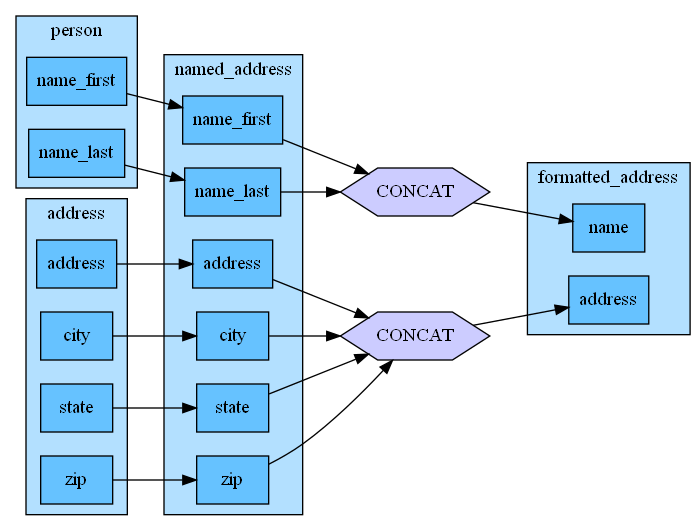 person
name_first
name_last
address
address
city
state
zip
named_address
name_first
name_last
address
city
state
zip
CONCAT
CONCAT
formatted_address
name
address